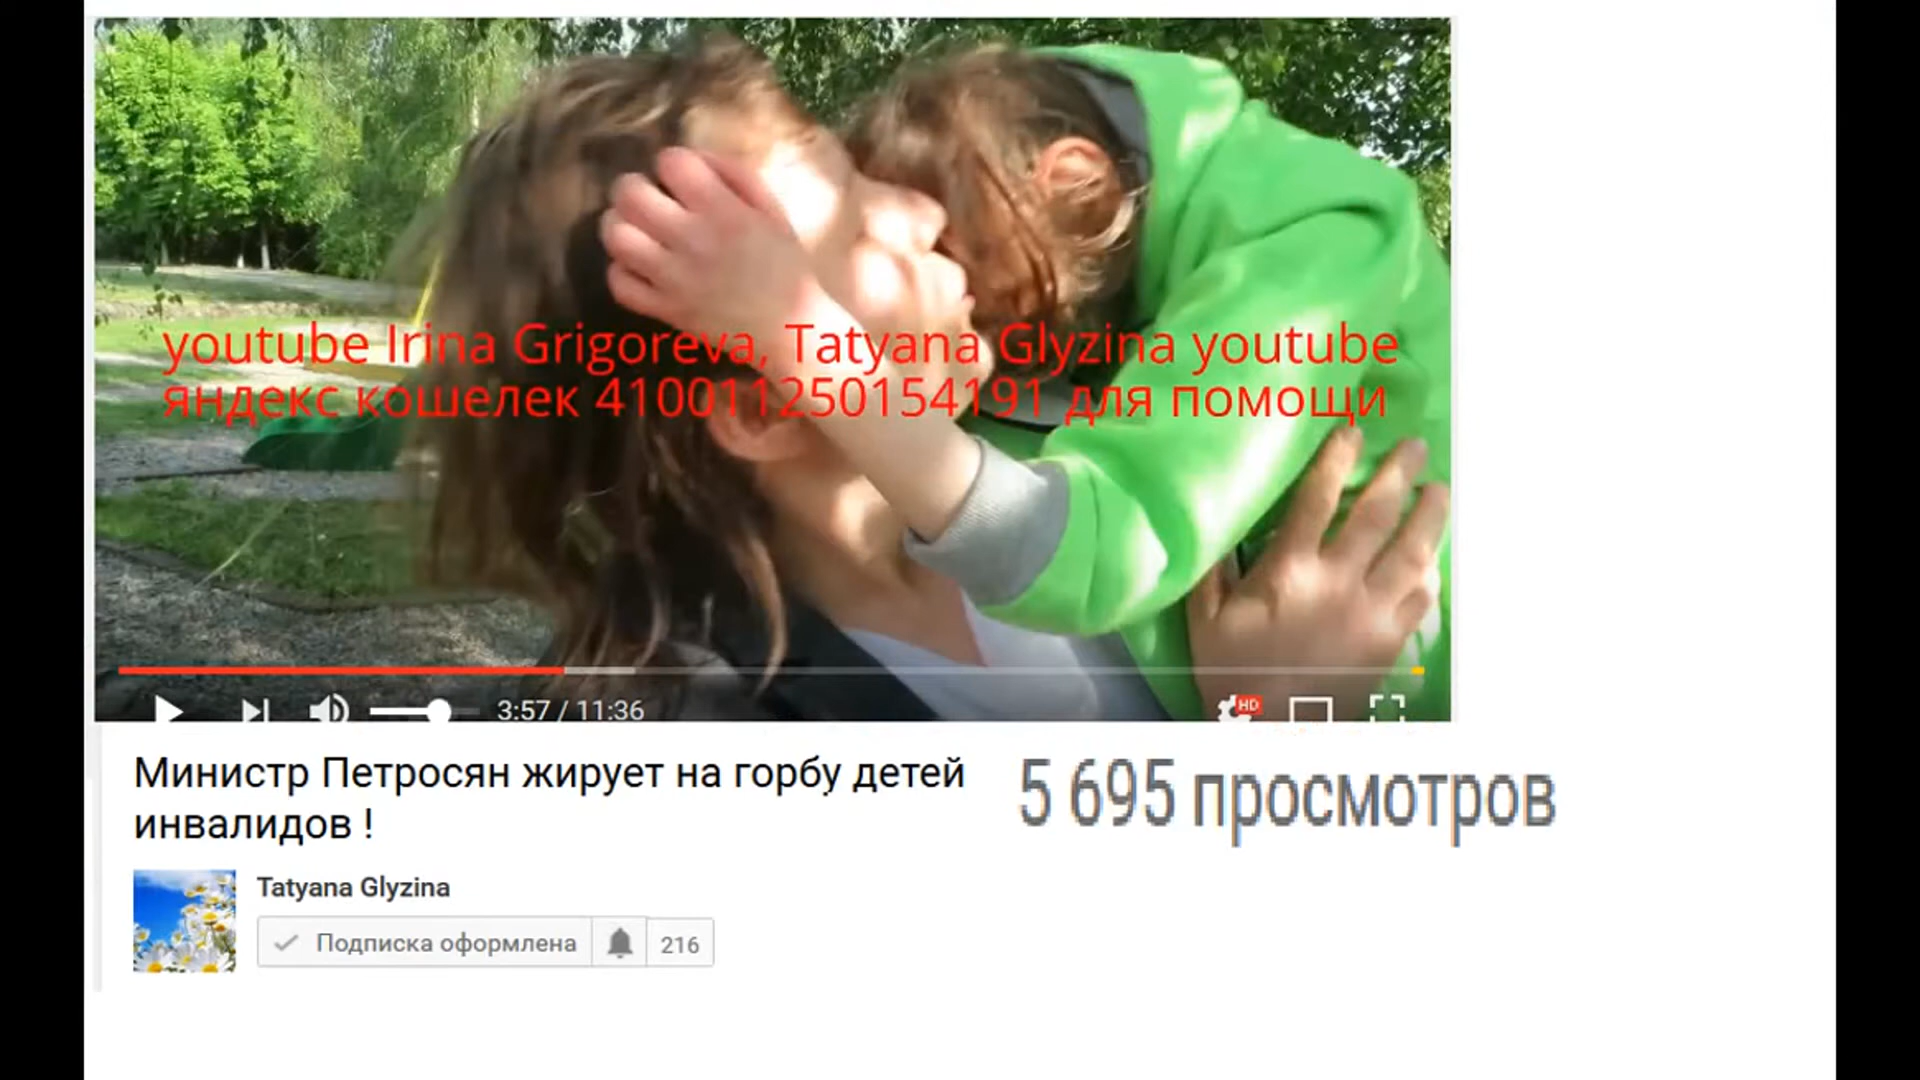 youtube Irina Grigoreva, Tatyana Glyzina youtube
яндекс кошелек 410011250154191 для помощи
3:57 / 11:36
HD
Министр Петросян жирует на горбу детей
инвалидов !
5 695 просмотров
Tatyana Glyzina
Подписка оформлена
216